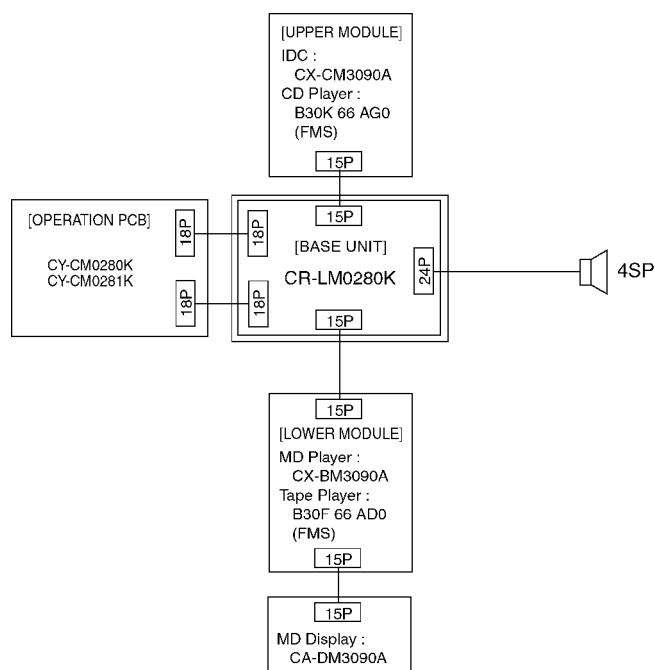 [UPPER MODULE]
IDC :
CX-CM3090A
CD Player :
B30K 66 AG0
(FMS)
15P
15P
[OPERATION PCB]
18P
18P
[BASE UNIT]
CY-CM0280K
CY-CM0281K
CR-LM0280K
24P
4SP
18P
18P
15P
15P
[LOWER MODULE]
MD Player :
CX-BM3090A
Tape Player :
B30F 66 AD0
(FMS)
15P
15P
MD Display :
CA-DM3090A